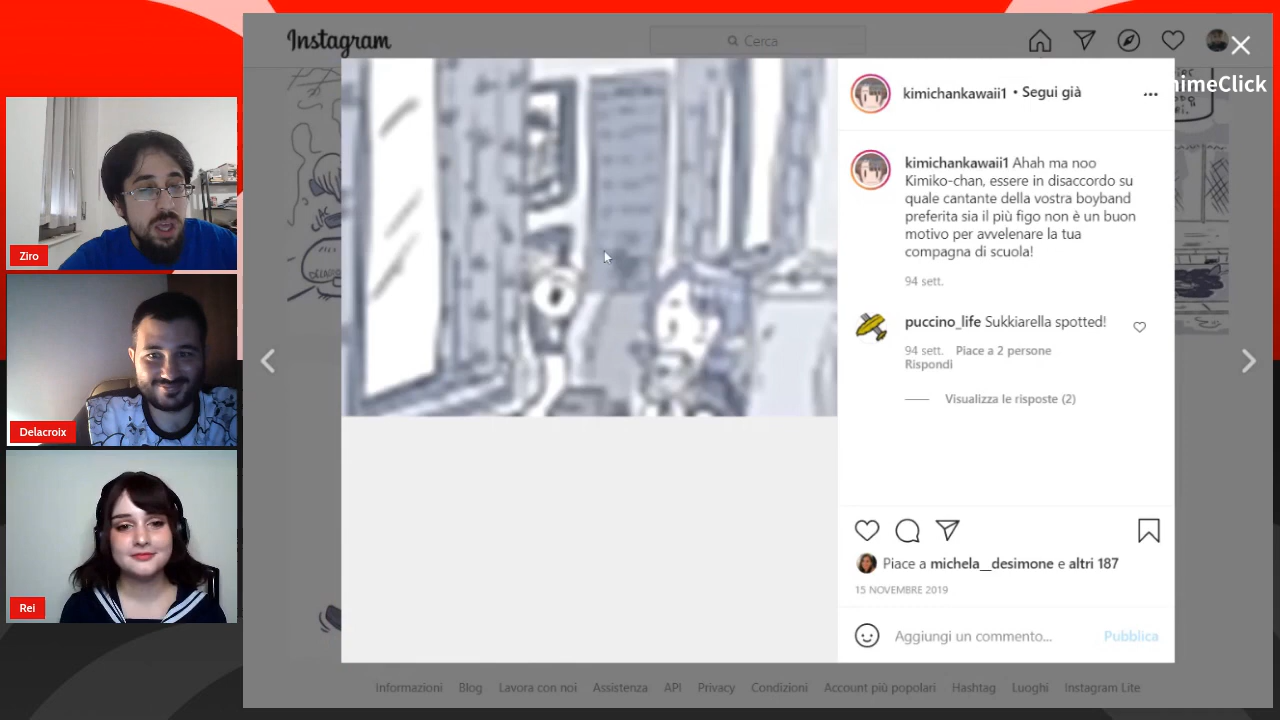 Instagram
Cerca
nimeClick
kimichankawaii1 • Segui già
kimichankawaii1 Ahah ma noo
Kimiko-chan, essere in disaccordo su
quale cantante della vostra boyband
preferita sia il più figo non è un buon
motivo per avvelenare la tua
compagna di scuola!
94 sett.
puccino_life Sukkiarella spotted!
94 sett. Piace a 2 persone
Rispondi
Visualizza le risposte (2)
Piace a michela__desimone e altri 187
15 NOVEMBRE 2019
Aggiungi un commento... Pubblica
Informazioni Blog Lavora con noi Assistenza API Privacy Condizioni Account più popolari Hashtag Luoghi Instagram Lite
Ziro
Delacroix
Rei